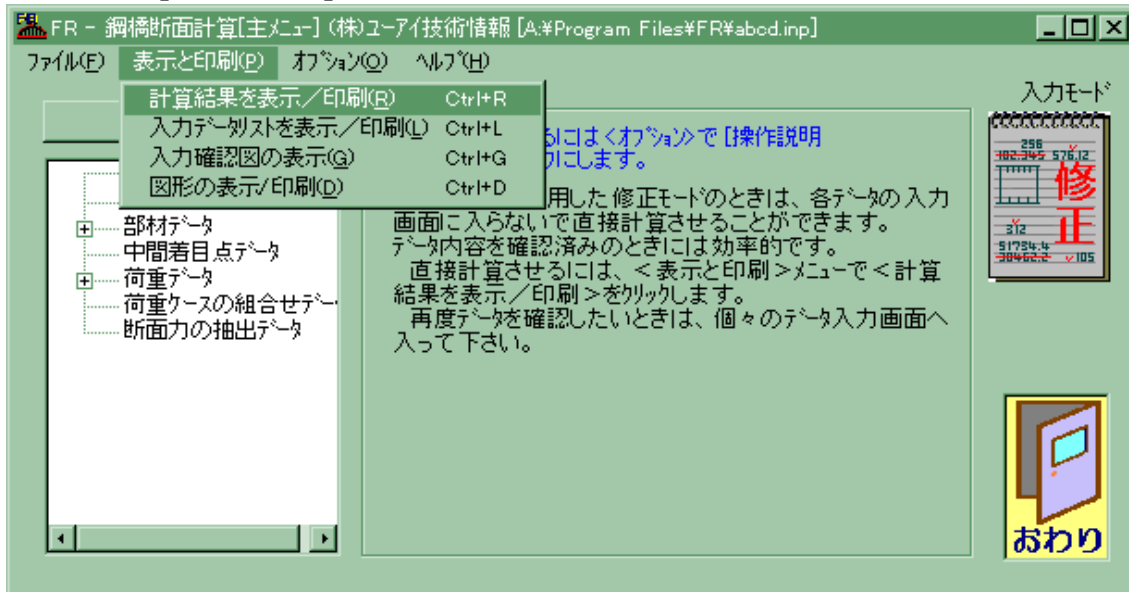 FR - 鋼橋断面計算[主ﾒﾆｭｰ] (株)ﾕｰｱｲ技術情報 [A:¥Program Files¥FR¥abcd.inp]
ﾌｧｲﾙ(F) 表示と印刷(P) ｵﾌﾟｼｮﾝ(O) ﾍﾙﾌﾟ(H)
計算結果を表示／印刷(R) Ctrl+R
入力ﾃﾞｰﾀﾘｽﾄを表示／印刷(L) Ctrl+L
入力確認図の表示(G) Ctrl+G
図形の表示/印刷(D) Ctrl+D
部材ﾃﾞｰﾀ
中間着目点ﾃﾞｰﾀ
荷重ﾃﾞｰﾀ
荷重ｹｰｽの組合せﾃﾞｰ
断面力の抽出ﾃﾞｰﾀ
るには<ｵﾌﾟｼｮﾝ>で [操作説明
にします。
用した修正モードのときは、各ﾃﾞｰﾀの入力
画面に入らないで直接計算させることができます。
ﾃﾞｰﾀ内容を確認済みのときには効率的です。
直接計算させるには、＜表示と印刷＞ﾒﾆｭｰで＜計算
結果を表示／印刷＞をｸﾘｯｸします。
再度ﾃﾞｰﾀを確認したいときは、個々のﾃﾞｰﾀ入力画面へ
入って下さい。
入力ﾓｰﾄﾞ
256
102.345 576.12
修正
312
51734.4
38462.2 105
おわり